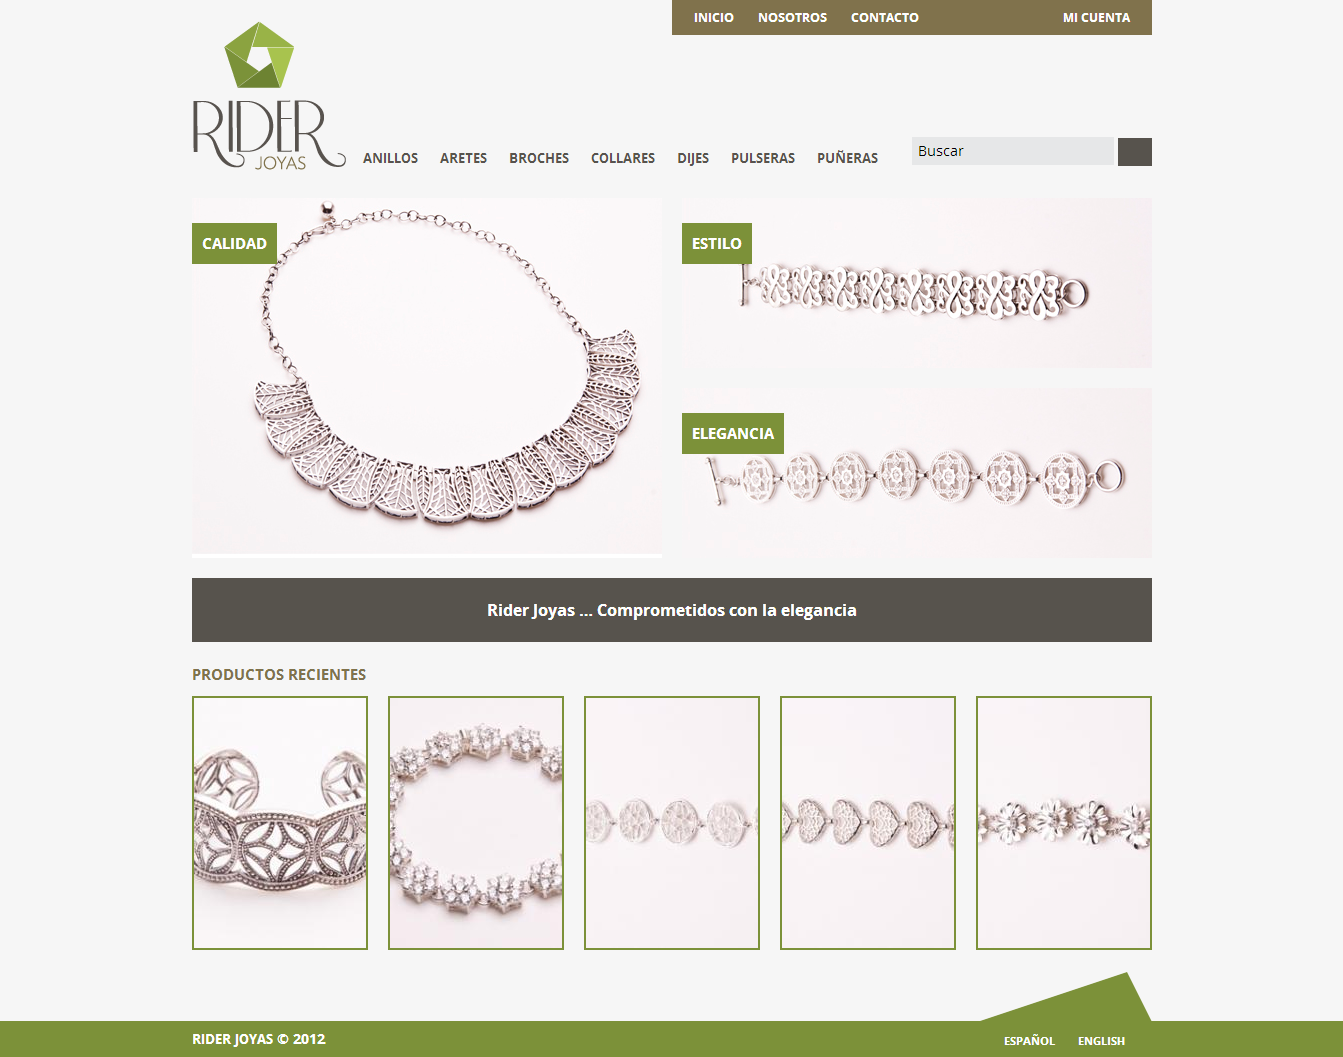 INICIO NOSOTROS CONTACTO MI CUENTA
RIDER
JOYAS
ANILLOS ARETES BROCHES COLLARES DIJES PULSERAS PUÑERAS
Buscar
CALIDAD
ESTILO
ELEGANCIA
Rider Joyas ... Comprometidos con la elegancia
PRODUCTOS RECIENTES
RIDER JOYAS © 2012
ESPAÑOL ENGLISH